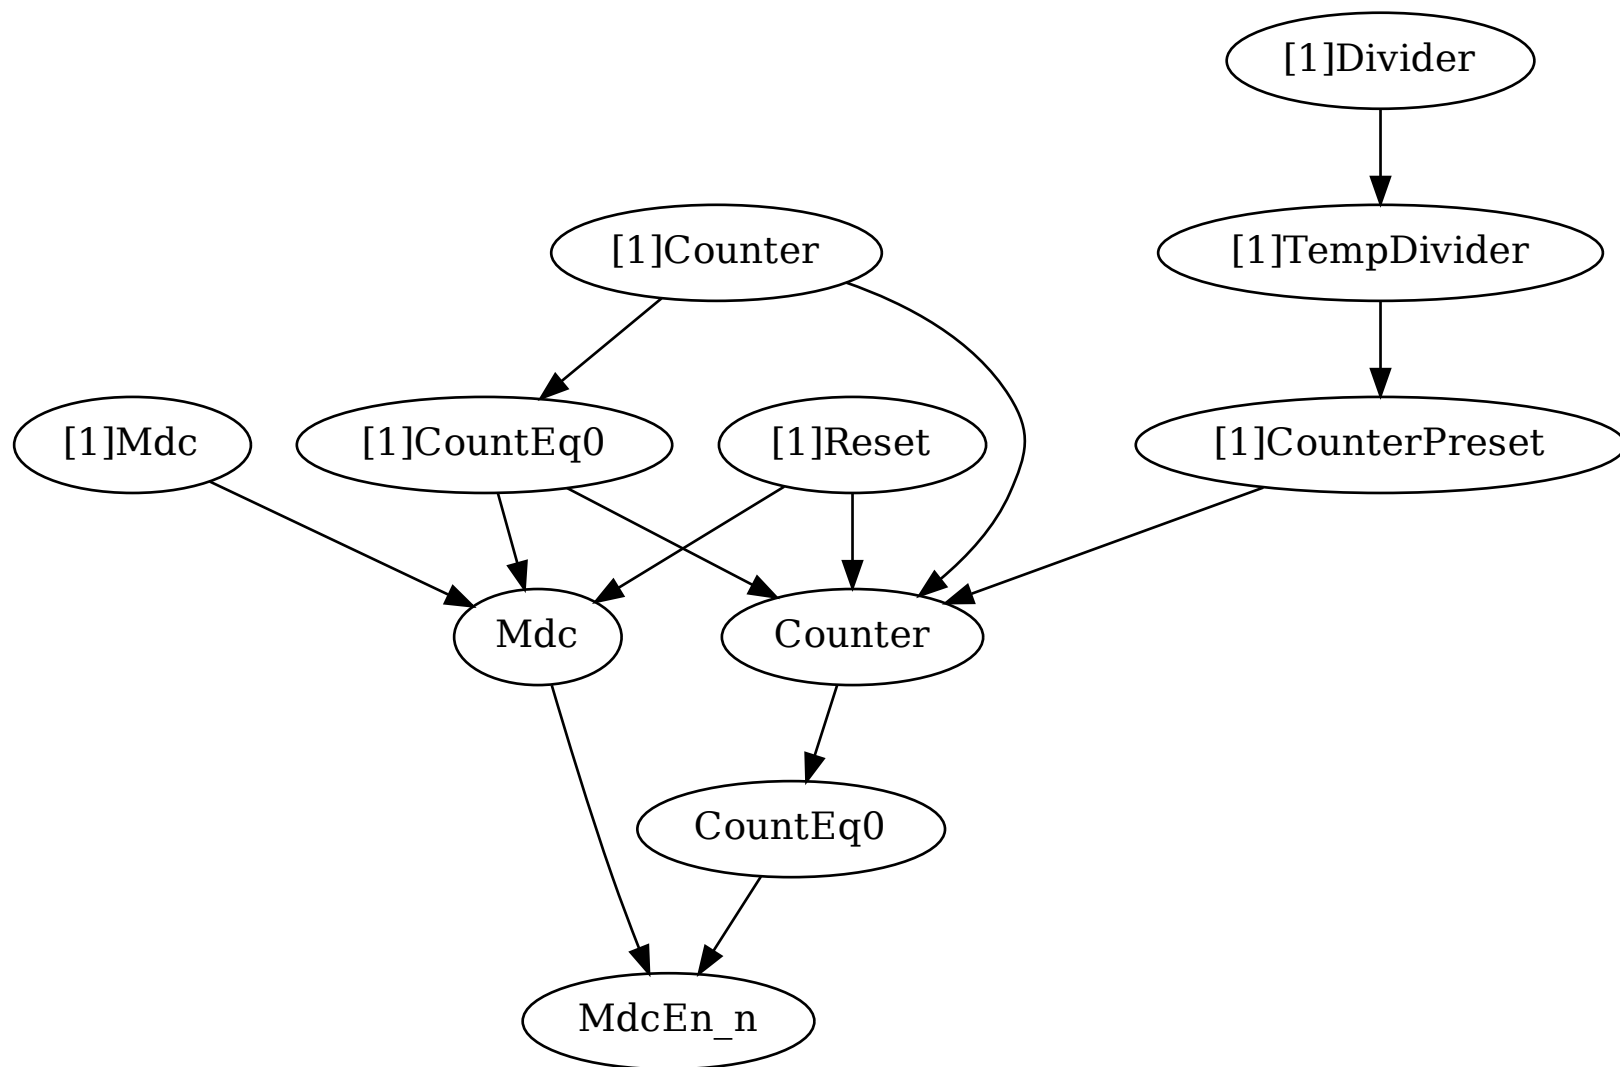 [1]Divider
[1]Counter
[1]TempDivider
[1]Mdc
[1]CountEq0
[1]Reset
[1]CounterPreset
Mdc
Counter
CountEq0
MdcEn_n